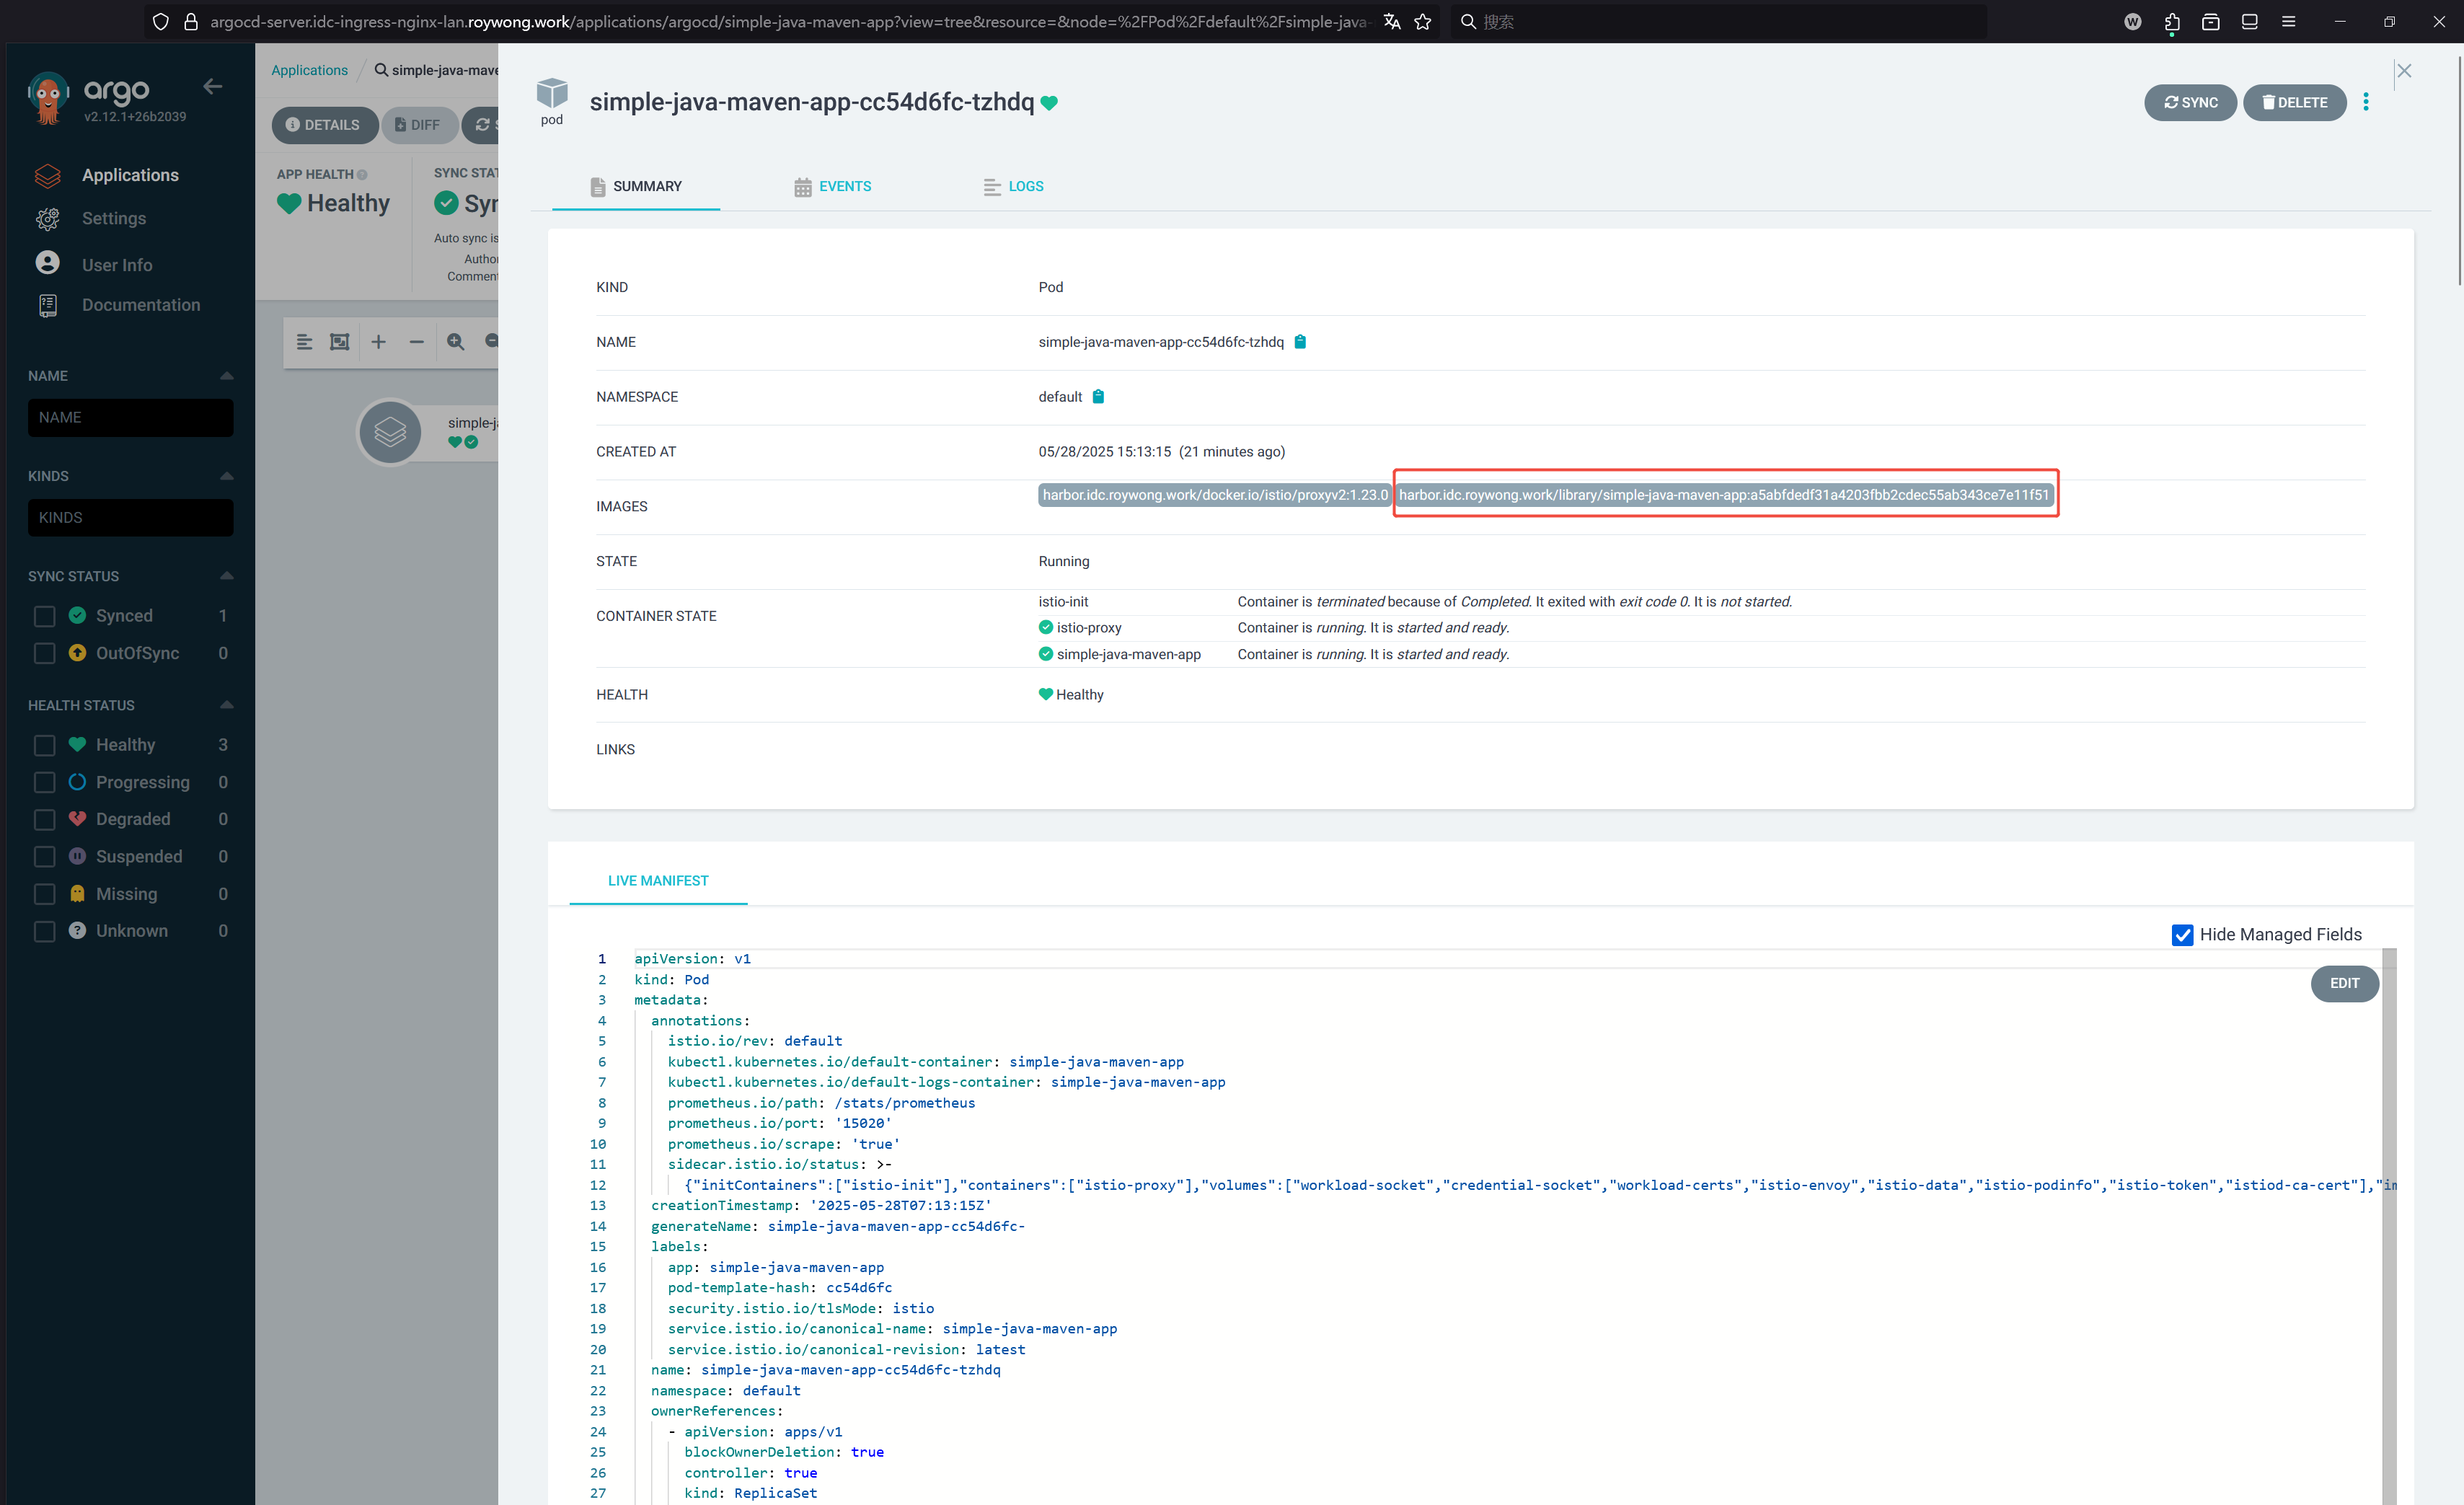 argocd-server.idc-ingress-nginx-lan.roywong.work/applications/argocd/simple-java-maven-app?view=tree&resource=&node=%2FPod%2Fdefault%2Fsimple-java-
搜索
W
argo
v2.12.1+26b2039
Applications
Settings
User Info
Documentation
NAME
NAME
KINDS
KINDS
SYNC STATUS
Synced 1
OutOfSync 0
HEALTH STATUS
Healthy 3
Progressing 0
Degraded 0
Suspended 0
Missing 0
Unknown 0
Applications
simple-java-mave
DETAILS
DIFF
S
APP HEALTH
Healthy
SYNC STAT
Syn
Auto sync is
Author
Comment
simple-j
pod
simple-java-maven-app-cc54d6fc-tzhdq
SYNC
DELETE
SUMMARY
EVENTS
LOGS
KIND Pod
NAME simple-java-maven-app-cc54d6fc-tzhdq
NAMESPACE default
CREATED AT 05/28/2025 15:13:15 (21 minutes ago)
IMAGES harbor.idc.roywong.work/docker.io/istio/proxyv2:1.23.0 harbor.idc.roywong.work/library/simple-java-maven-app:a5abfdedf31a4203fbb2cdec55ab343ce7e11f51
STATE Running
CONTAINER STATE
istio-init Container is terminated because of Completed. It exited with exit code 0. It is not started.
istio-proxy Container is running. It is started and ready.
simple-java-maven-app Container is running. It is started and ready.
HEALTH Healthy
LINKS
LIVE MANIFEST
Hide Managed Fields
EDIT
1 apiVersion: v1
2 kind: Pod
3 metadata:
4 annotations:
5 istio.io/rev: default
6 kubectl.kubernetes.io/default-container: simple-java-maven-app
7 kubectl.kubernetes.io/default-logs-container: simple-java-maven-app
8 prometheus.io/path: /stats/prometheus
9 prometheus.io/port: '15020'
10 prometheus.io/scrape: 'true'
11 sidecar.istio.io/status: >-
12 {"initContainers":["istio-init"],"containers":["istio-proxy"],"volumes":["workload-socket","credential-socket","workload-certs","istio-envoy","istio-data","istio-podinfo","istio-token","istiod-ca-cert"],"im
13 creationTimestamp: '2025-05-28T07:13:15Z'
14 generateName: simple-java-maven-app-cc54d6fc-
15 labels:
16 app: simple-java-maven-app
17 pod-template-hash: cc54d6fc
18 security.istio.io/tlsMode: istio
19 service.istio.io/canonical-name: simple-java-maven-app
20 service.istio.io/canonical-revision: latest
21 name: simple-java-maven-app-cc54d6fc-tzhdq
22 namespace: default
23 ownerReferences:
24 - apiVersion: apps/v1
25 blockOwnerDeletion: true
26 controller: true
27 kind: ReplicaSet